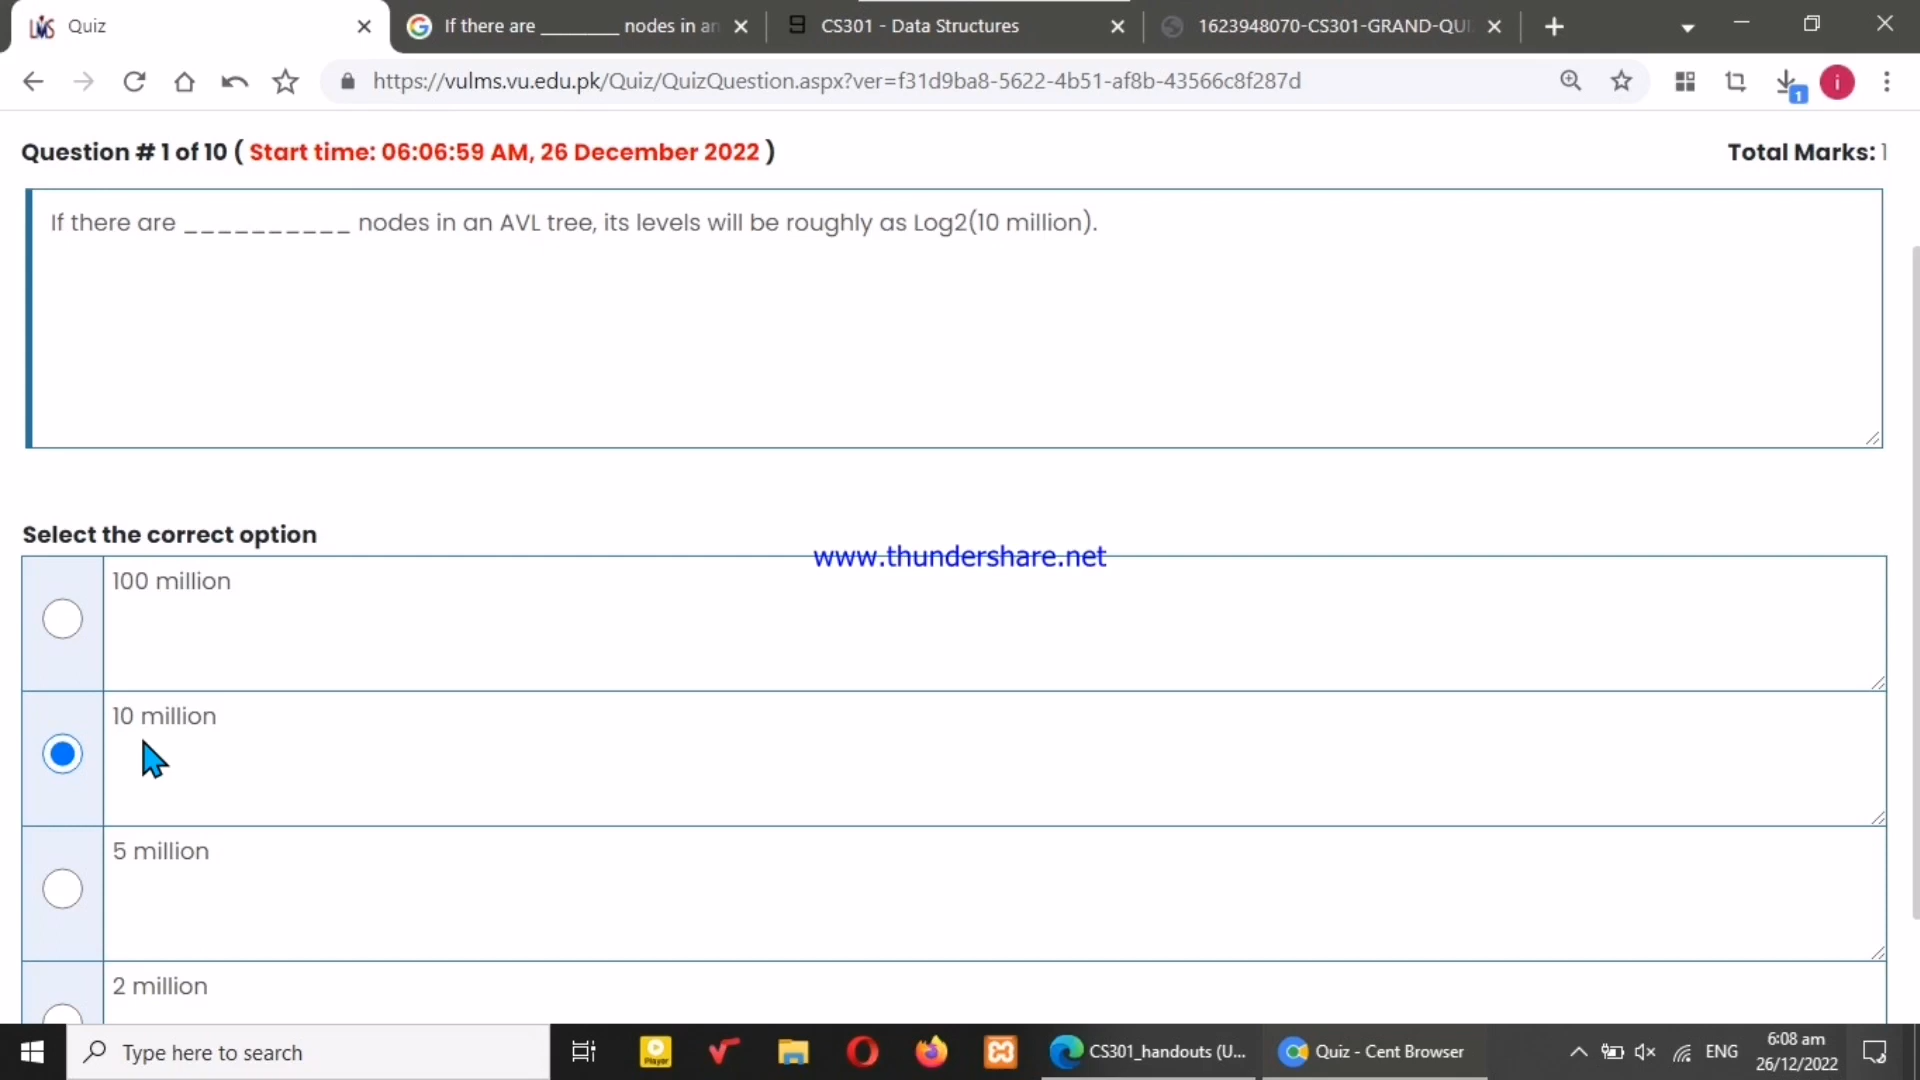 Quiz
If there are ________ nodes in an
CS301 - Data Structures
1623948070-CS301-GRAND-QUI
https://vulms.vu.edu.pk/Quiz/QuizQuestion.aspx?ver=f31d9ba8-5622-4b51-af8b-43566c8f287d
1
i
Question # 1 of 10 ( Start time: 06:06:59 AM, 26 December 2022 )
Total Marks: 1
If there are __________ nodes in an AVL tree, its levels will be roughly as Log2(10 million).
Select the correct option
www.thundershare.net
100 million
10 million
5 million
2 million
Type here to search
Player
CS301_handouts (U...
Quiz - Cent Browser
ENG
6:08 am
26/12/2022